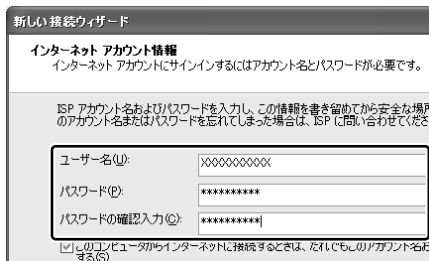 新しい接続ウィザード
インターネット アカウント情報
インターネット アカウントにサインインするにはアカウント名とパスワードが必要です。
ISP アカウント名およびパスワードを入力し、この情報を書き留めてから安全な場所
のアカウント名またはパスワードを忘れてしまった場合は、ISP に問い合わせてくださ
ユーザー名(U):
XXXXXXXXXX
パスワード(P):
**********
パスワードの確認入力(C):
**********
このコンピュータからインターネットに接続するときは、だれでもこのアカウント名お
する(S)